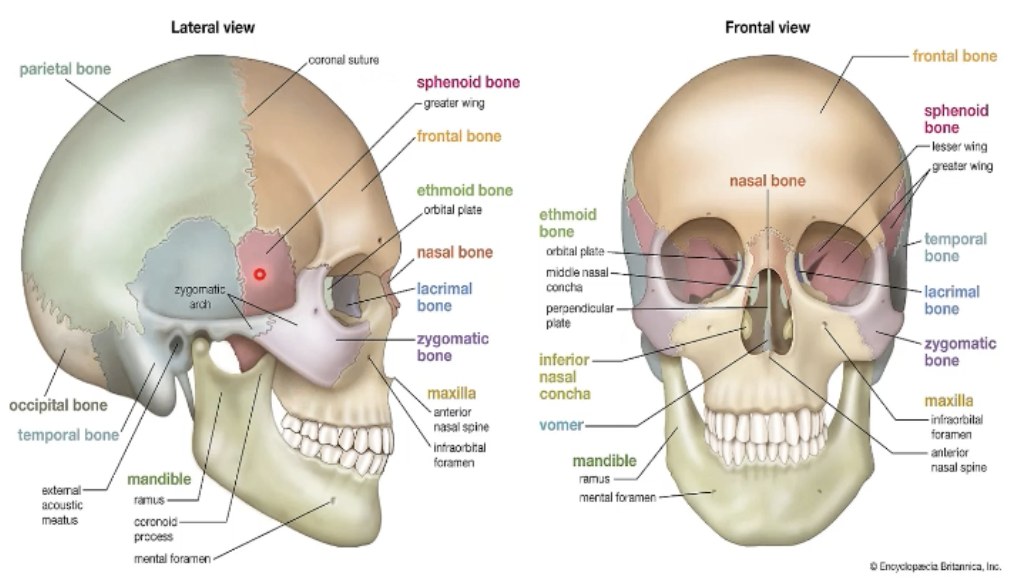 Lateral view
parietal bone
coronal suture
sphenoid bone
greater wing
frontal bone
ethmoid bone
orbital plate
nasal bone
lacrimal
bone
zygomatic
arch
zygomatic
bone
maxilla
anterior
nasal spine
infraorbital
foramen
occipital bone
temporal bone
external
acoustic
meatus
mandible
ramus
coronoid
process
mental foramen
Frontal view
frontal bone
sphenoid
bone
lesser wing
greater wing
nasal bone
ethmoid
bone
orbital plate
middle nasal
concha
perpendicular
plate
temporal
bone
lacrimal
bone
zygomatic
bone
inferior
nasal
concha
vomer
maxilla
infraorbital
foramen
anterior
nasal spine
mandible
ramus
mental foramen
© Encyclopædia Britannica, Inc.